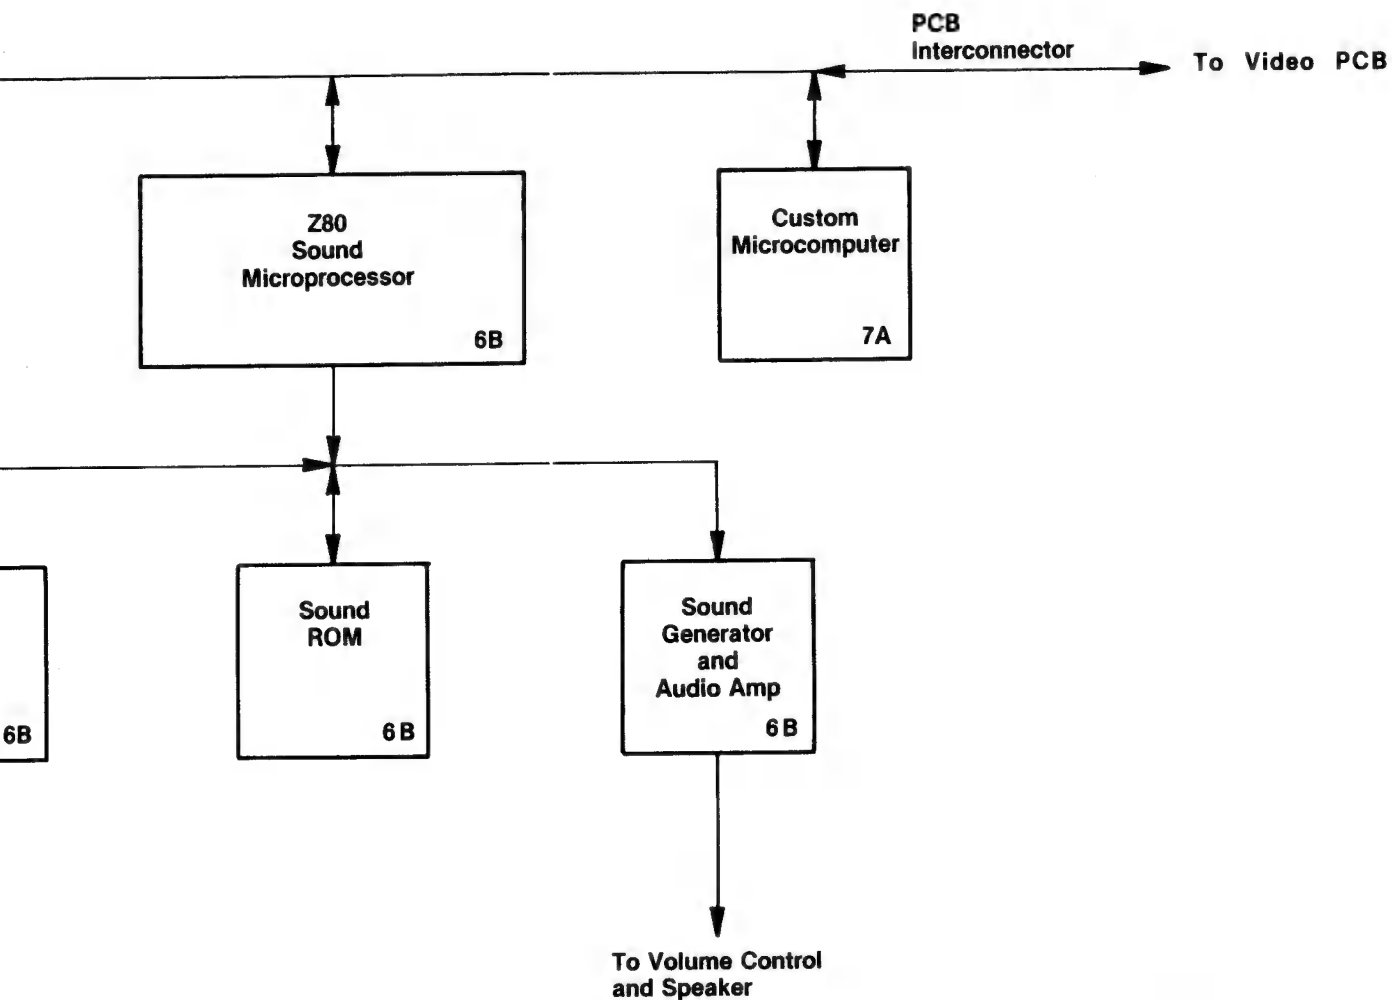 PCB
Interconnector
To Video PCB
Z80
Sound
Microprocessor
6B
Custom
Microcomputer
7A
6B
Sound
ROM
6B
Sound
Generator
and
Audio Amp
6B
To Volume Control
and Speaker